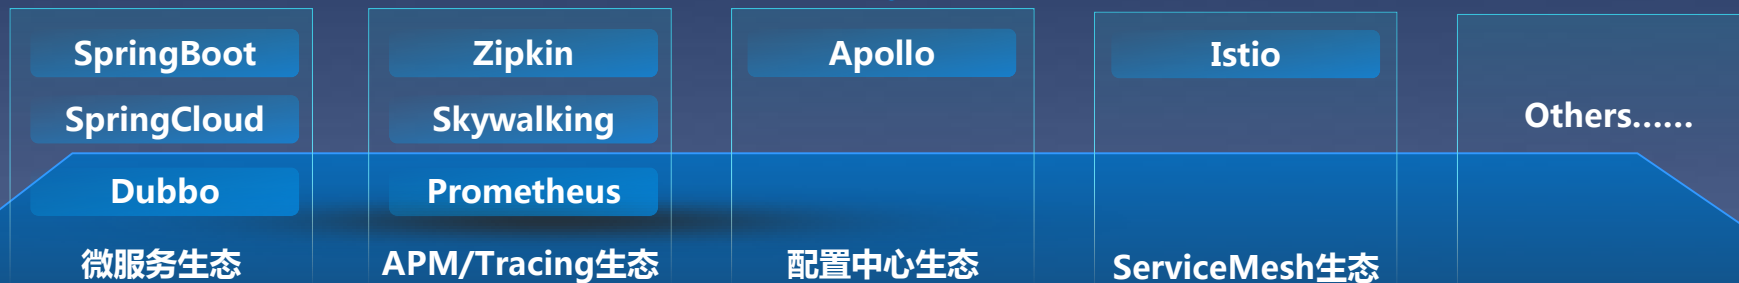 SpringBoot
SpringCloud
Dubbo
微服务生态
Zipkin
Skywalking
Prometheus
APM/Tracing生态
Apollo
配置中心生态
Istio
ServiceMesh生态
Others......